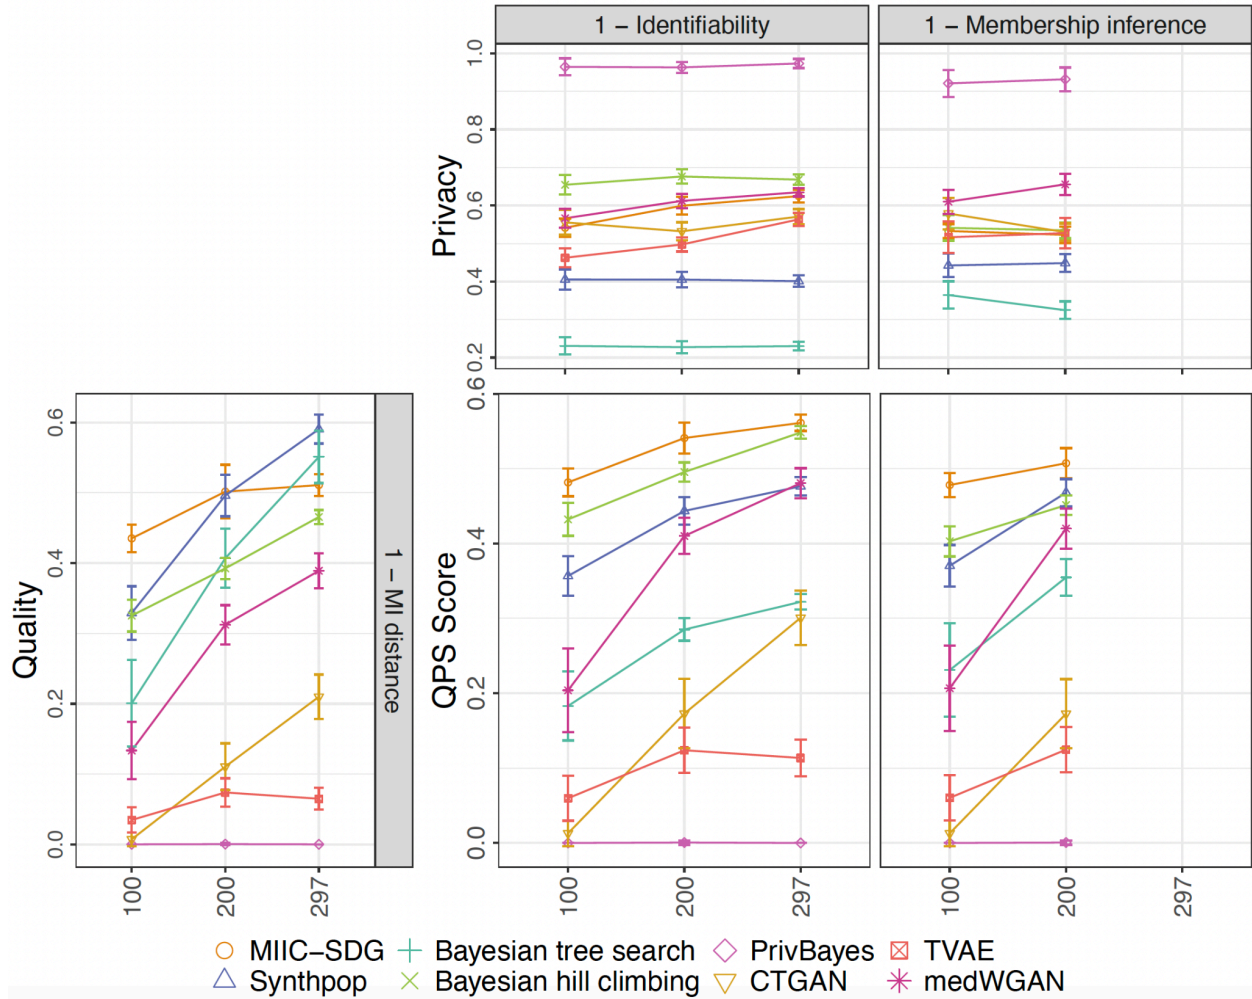 1 − Identifiability
1 − Membership inference
Privacy
1.0
0.8
0.6
0.4
0.2
Quality
0.6
0.4
0.2
0.0
1 − MI distance
QPS Score
0.6
0.4
0.2
0.0
100
200
297
100
200
297
100
200
297
MIIC−SDG
Bayesian tree search
PrivBayes
TVAE
Synthpop
Bayesian hill climbing
CTGAN
medWGAN